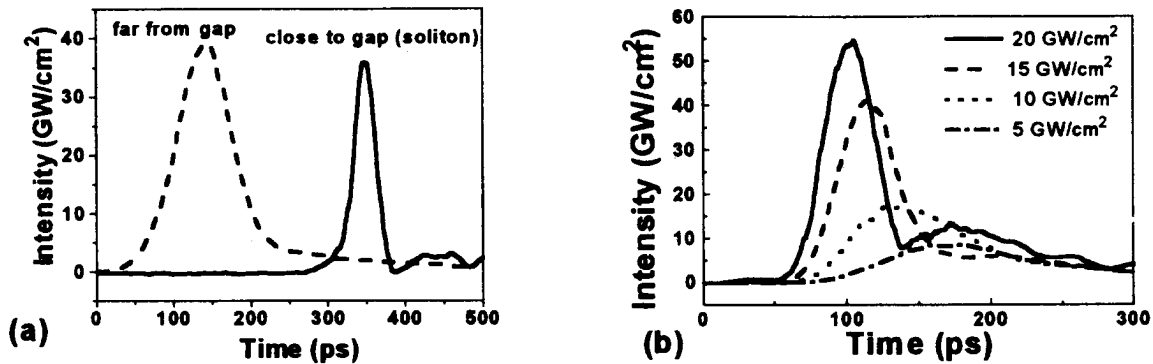 far from gap
close to gap (soliton)
Intensity (GW/cm²)
40
30
20
10
0
0
100
200
300
400
500
Time (ps)
(a)
20 GW/cm²
15 GW/cm²
10 GW/cm²
5 GW/cm²
Intensity (GW/cm²)
60
50
40
30
20
10
0
0
100
200
300
Time (ps)
(b)